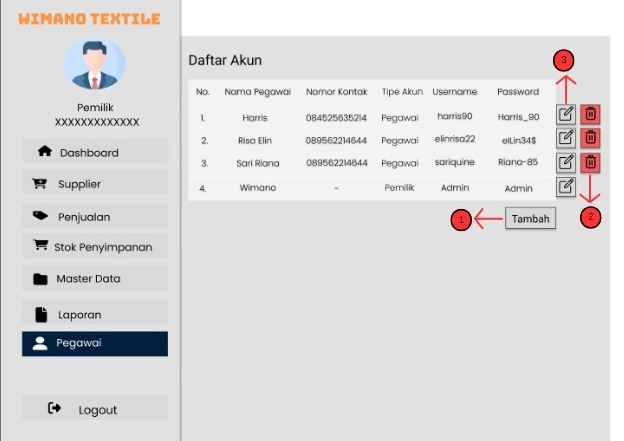 WIMANO TEXTILE
Pemilik
XXXXXXXXXXXXX
Dashboard
Supplier
Penjualan
Stok Penyimpanan
Master Data
Laporan
Pegawai
Logout
Daftar Akun
3
No. Nama Pegawai Nomor Kontak Tipe Akun Username Password
1. Harris 084525635214 Pegawai harris90 Harris_90
2. Risa Elin 089562214644 Pegawai elinrisa22 elLin34$
3. Sari Riana 089562214644 Pegawai sariquine Riana-85
4. Wimano - Pemilik Admin Admin
1 Tambah 2